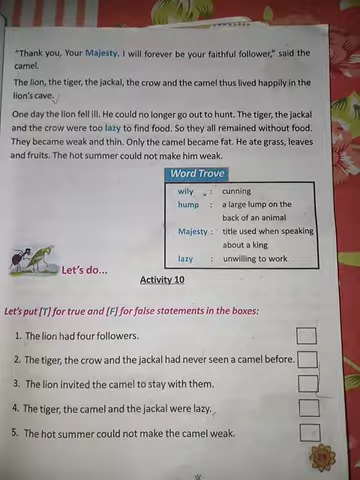 "Thank you, Your Majesty. I will forever be your faithful follower," said the
camel.
The lion, the tiger, the jackal, the crow and the camel thus lived happily in the
lion's cave.
One day the lion fell ill. He could no longer go out to hunt. The tiger, the jackal
and the crow were too lazy to find food. So they all remained without food.
They became weak and thin. Only the camel became fat. He ate grass, leaves
and fruits. The hot summer could not make him weak.
Word Trove
wily : cunning
hump : a large lump on the
back of an animal
Majesty : title used when speaking
about a king
lazy : unwilling to work
Let's do...
Activity 10
Let's put [T] for true and [F] for false statements in the boxes:
1. The lion had four followers.
2. The tiger, the crow and the jackal had never seen a camel before.
3. The lion invited the camel to stay with them.
4. The tiger, the camel and the jackal were lazy.
5. The hot summer could not make the camel weak.